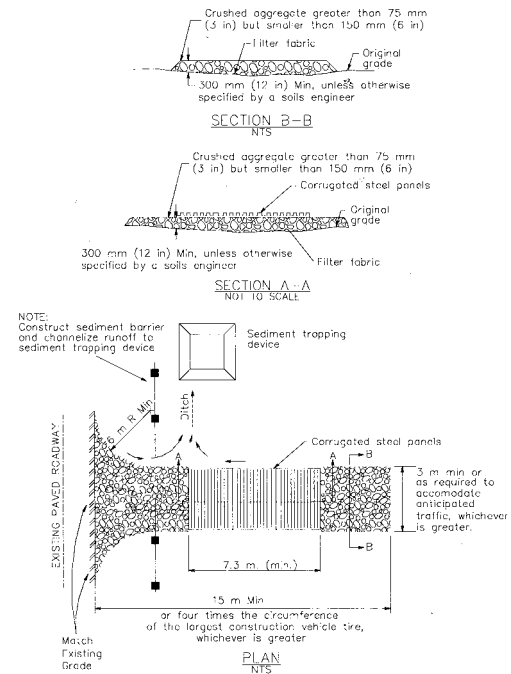 Crushed aggregate greater than 75 mm
(3 in) but smaller than 150 mm (6 in)
Filter fabric
Original
grade
300 mm (12 in) Min, unless otherwise
specified by a soils engineer
SECTION B-B
NTS
Crushed aggregate greater than 75 mm
(3 in) but smaller than 150 mm (6 in)
Corrugated steel panels
Original
grade
300 mm (12 in) Min, unless otherwise
specified by a soils engineer
Filter fabric
SECTION A-A
NOT TO SCALE
NOTE:
Construct sediment barrier
and channelize runoff to
sediment trapping device
Sediment trapping
device
Ditch
6 m R Min
EXISTING PAVED ROADWAY
Corrugated steel panels
A
A
B
B
3 m min or
as required to
accomodate
anticipated
traffic, whichever
is greater.
7.3 m. (min.)
15 m Min
or four times the circumference
of the largest construction vehicle tire,
whichever is greater
Match
Existing
Grade
PLAN
NTS